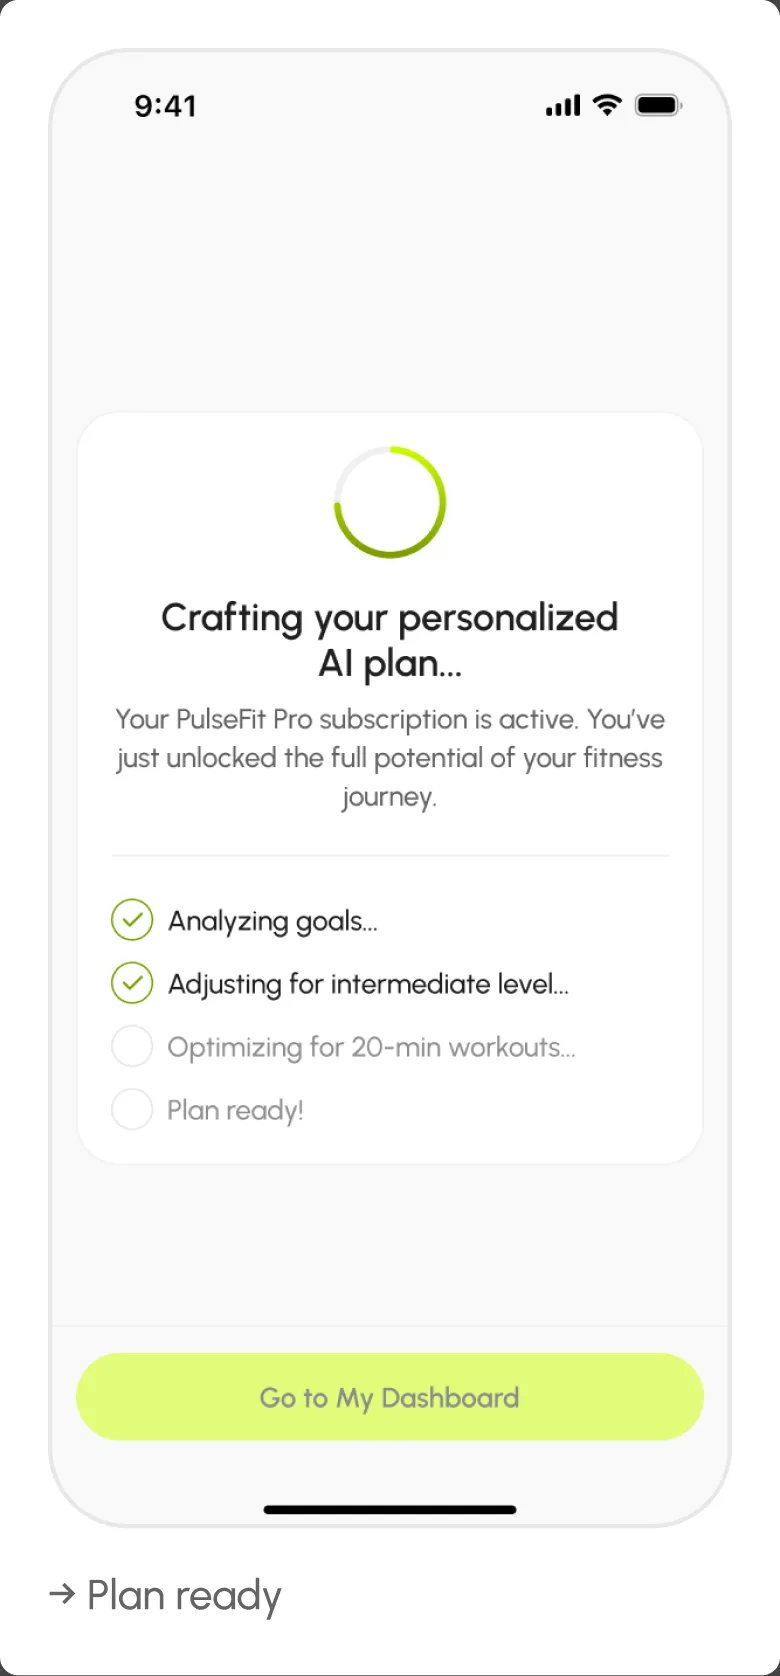 9:41
Crafting your personalized
AI plan...
Your PulseFit Pro subscription is active. You’ve
just unlocked the full potential of your fitness
journey.
Analyzing goals...
Adjusting for intermediate level...
Optimizing for 20-min workouts...
Plan ready!
Go to My Dashboard
→ Plan ready